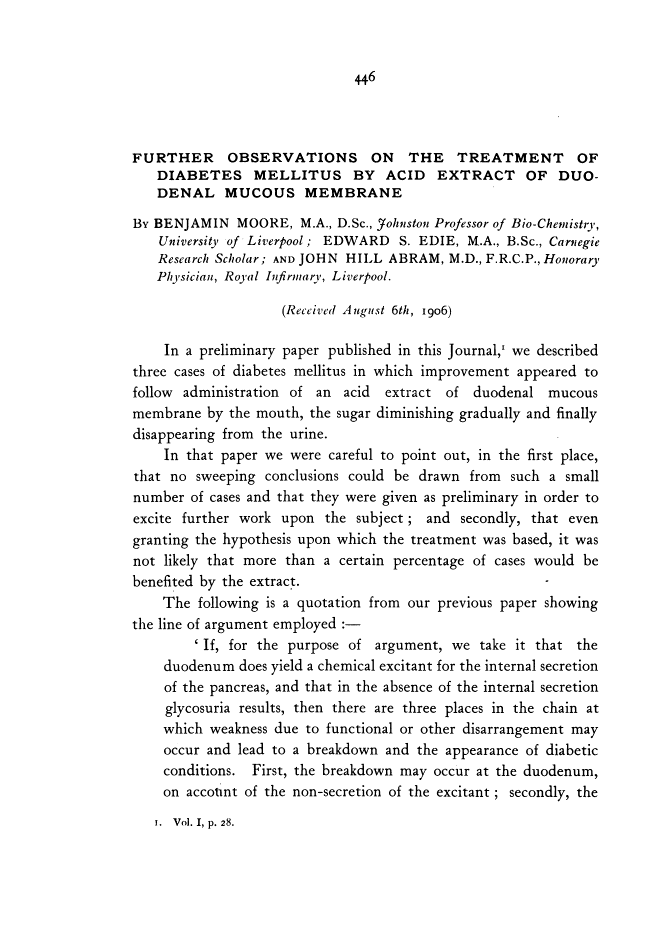 446
FURTHER OBSERVATIONS ON THE TREATMENT OF
DIABETES MELLITUS BY ACID EXTRACT OF DUO-
DENAL MUCOUS MEMBRANE
By BENJAMIN MOORE, M.A., D.Sc., Johnston Professor of Bio-Chemistry,
University of Liverpool; EDWARD S. EDIE, M.A., B.Sc., Carnegie
Research Scholar; AND JOHN HILL ABRAM, M.D., F.R.C.P., Honorary
Physician, Royal Infirmary, Liverpool.
(Received August 6th, 1906)
In a preliminary paper published in this Journal,¹ we described
three cases of diabetes mellitus in which improvement appeared to
follow administration of an acid extract of duodenal mucous
membrane by the mouth, the sugar diminishing gradually and finally
disappearing from the urine.
In that paper we were careful to point out, in the first place,
that no sweeping conclusions could be drawn from such a small
number of cases and that they were given as preliminary in order to
excite further work upon the subject; and secondly, that even
granting the hypothesis upon which the treatment was based, it was
not likely that more than a certain percentage of cases would be
benefited by the extract.
The following is a quotation from our previous paper showing
the line of argument employed :—
‘ If, for the purpose of argument, we take it that the
duodenum does yield a chemical excitant for the internal secretion
of the pancreas, and that in the absence of the internal secretion
glycosuria results, then there are three places in the chain at
which weakness due to functional or other disarrangement may
occur and lead to a breakdown and the appearance of diabetic
conditions. First, the breakdown may occur at the duodenum,
on account of the non-secretion of the excitant ; secondly, the
1. Vol. I, p. 28.